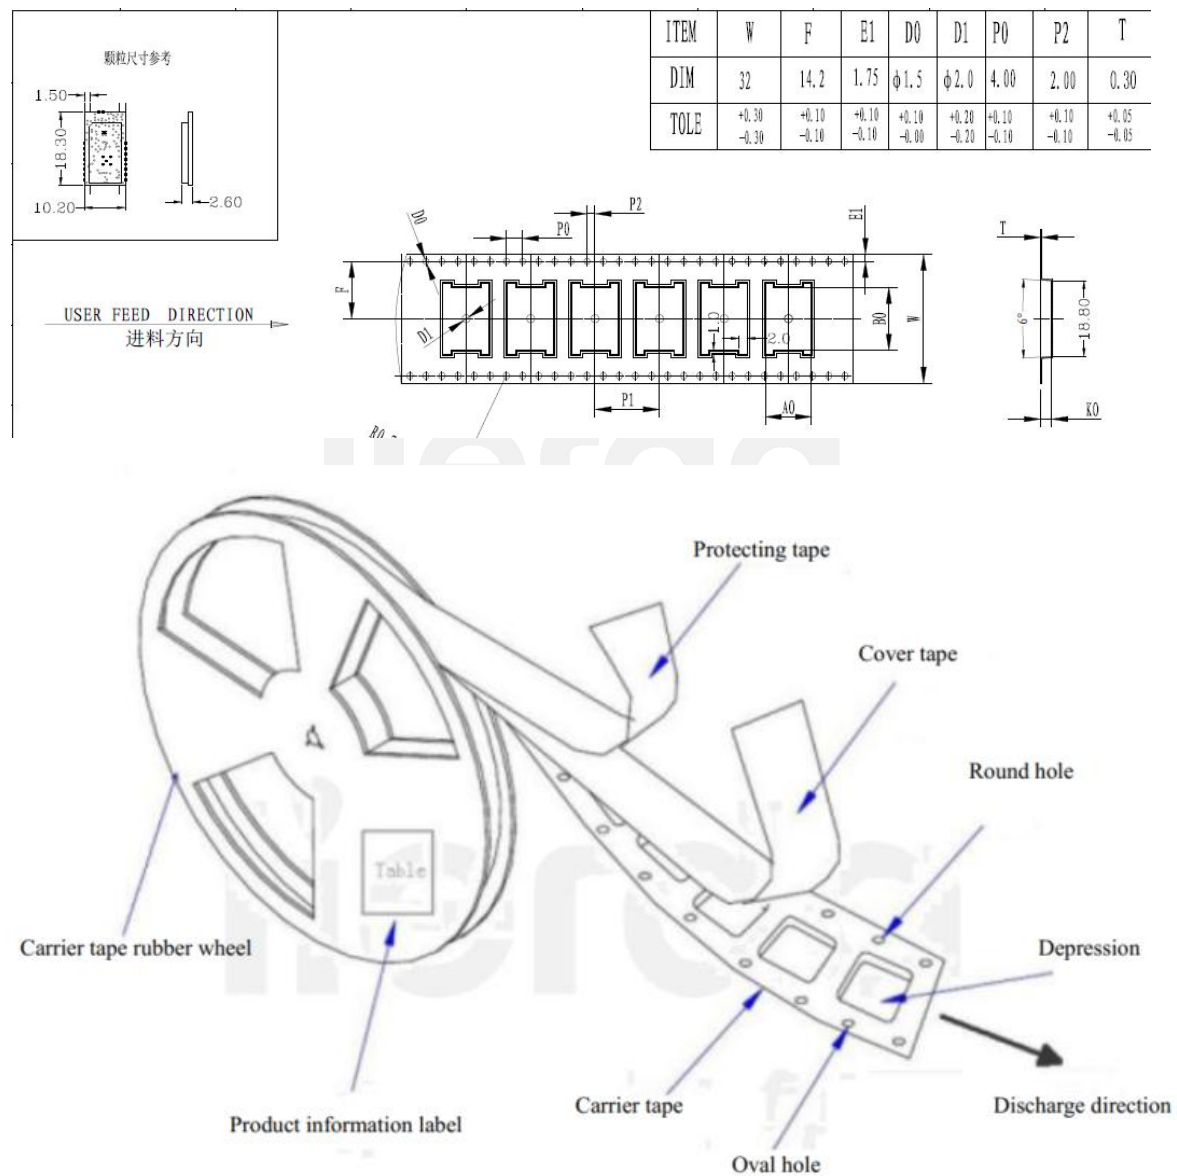 ITEM W F E1 D0 D1 P0 P2 T
DIM 32 14.2 1.75 ϕ1.5 ϕ2.0 4.00 2.00 0.30
TOLE +0.30 -0.30 +0.10 -0.10 +0.10 -0.10 +0.10 -0.00 +0.20 -0.20 +0.10 -0.10 +0.10 -0.10 +0.05 -0.05
颗粒尺寸参考
1.50
18.30
10.20
2.60
USER FEED DIRECTION
进料方向
D0
P0
P2
E1
F
D1
C1.
2.0
B0
W
P1
A0
T
6°
18.80
K0
Protecting tape
Cover tape
Round hole
Table
Carrier tape rubber wheel
Depression
Carrier tape
Discharge direction
Product information label
Oval hole